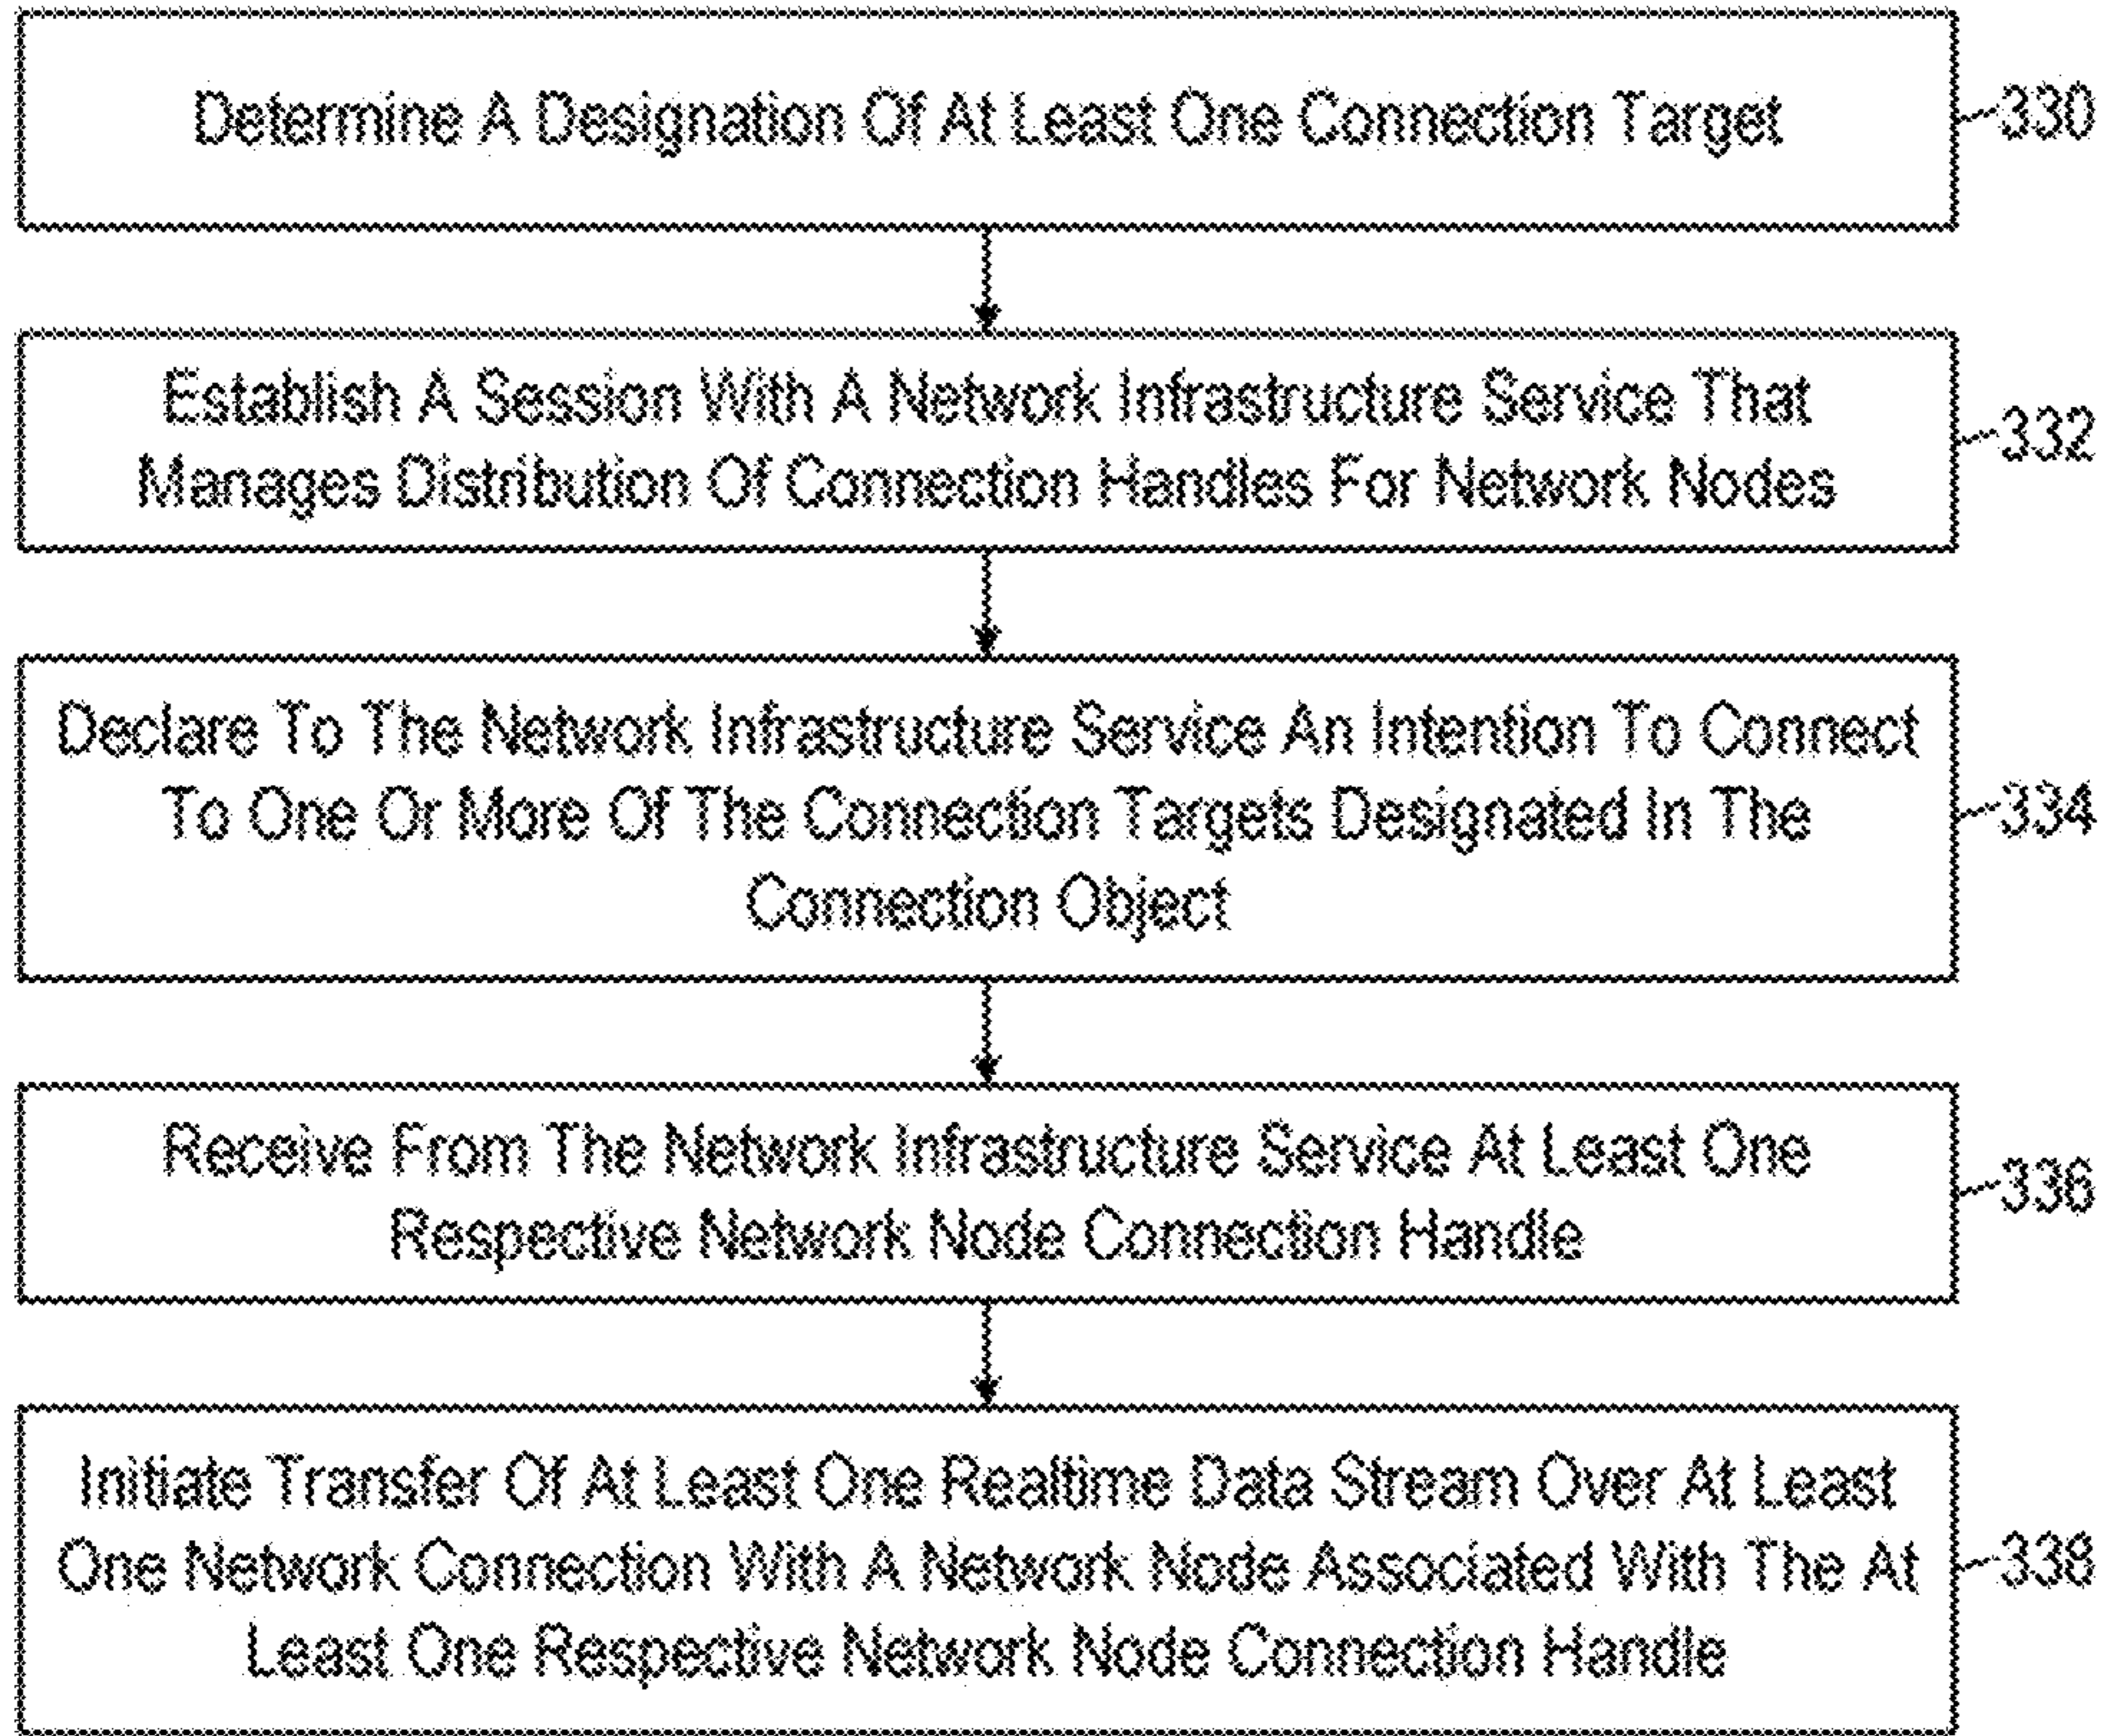 Determine A Designation Of At Least One Connection Target
330
Establish A Session With A Network Infrastructure Service That
Manages Distribution Of Connection Handles For Network Nodes
332
Declare To The Network Infrastructure Service An Intention To Connect
To One Or More Of The Connection Targets Designated In The
Connection Object
334
Receive From The Network Infrastructure Service At Least One
Respective Network Node Connection Handle
336
Initiate Transfer Of At Least One Realtime Data Stream Over At Least
One Network Connection With A Network Node Associated With The At
Least One Respective Network Node Connection Handle
338